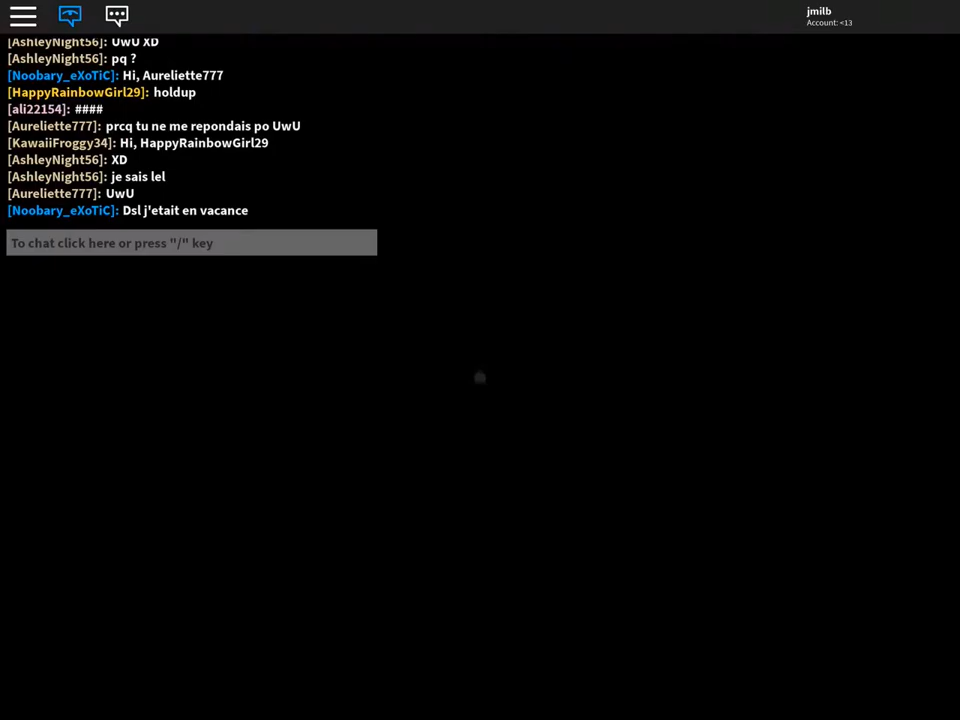 jmilb
Account: <13
[AshleyNight56]: UwU XD
[AshleyNight56]: pq ?
[Noobary_eXoTiC]: Hi, Aureliette777
[HappyRainbowGirl29]: holdup
[ali22154]: ####
[Aureliette777]: prcq tu ne me repondais po UwU
[KawaiiFroggy34]: Hi, HappyRainbowGirl29
[AshleyNight56]: XD
[AshleyNight56]: je sais lel
[Aureliette777]: UwU
[Noobary_eXoTiC]: Dsl j'etait en vacance
To chat click here or press "/" key